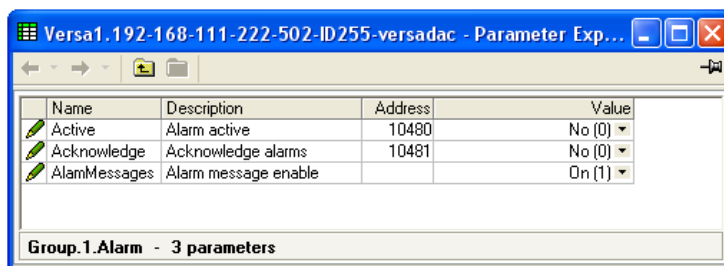 Versa1.192-168-111-222-502-ID255-versadac - Parameter Exp...
Name Description Address Value
Active Alarm active 10480 No (0)
Acknowledge Acknowledge alarms 10481 No (0)
AlamMessages Alarm message enable On (1)
Group.1.Alarm - 3 parameters